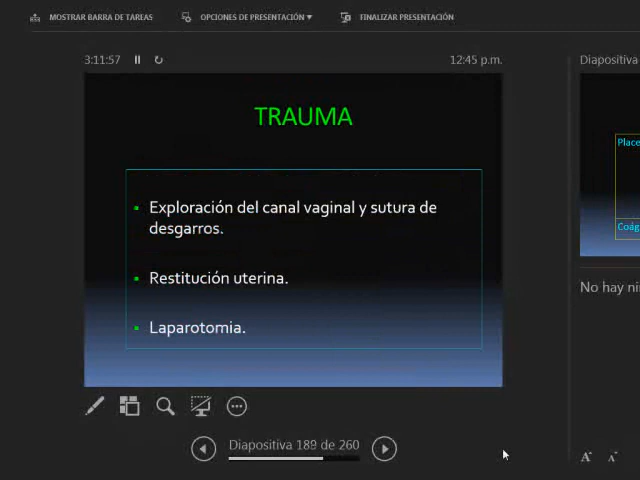 MOSTRAR BARRA DE TAREAS OPCIONES DE PRESENTACIÓN ▾ FINALIZAR PRESENTACIÓN
3:11:57 12:45 p.m. Diapositiva
TRAUMA
Exploración del canal vaginal y sutura de
desgarros.
Restitución uterina.
Laparotomia.
Place
Coág
No hay ni
Diapositiva 189 de 260
A A